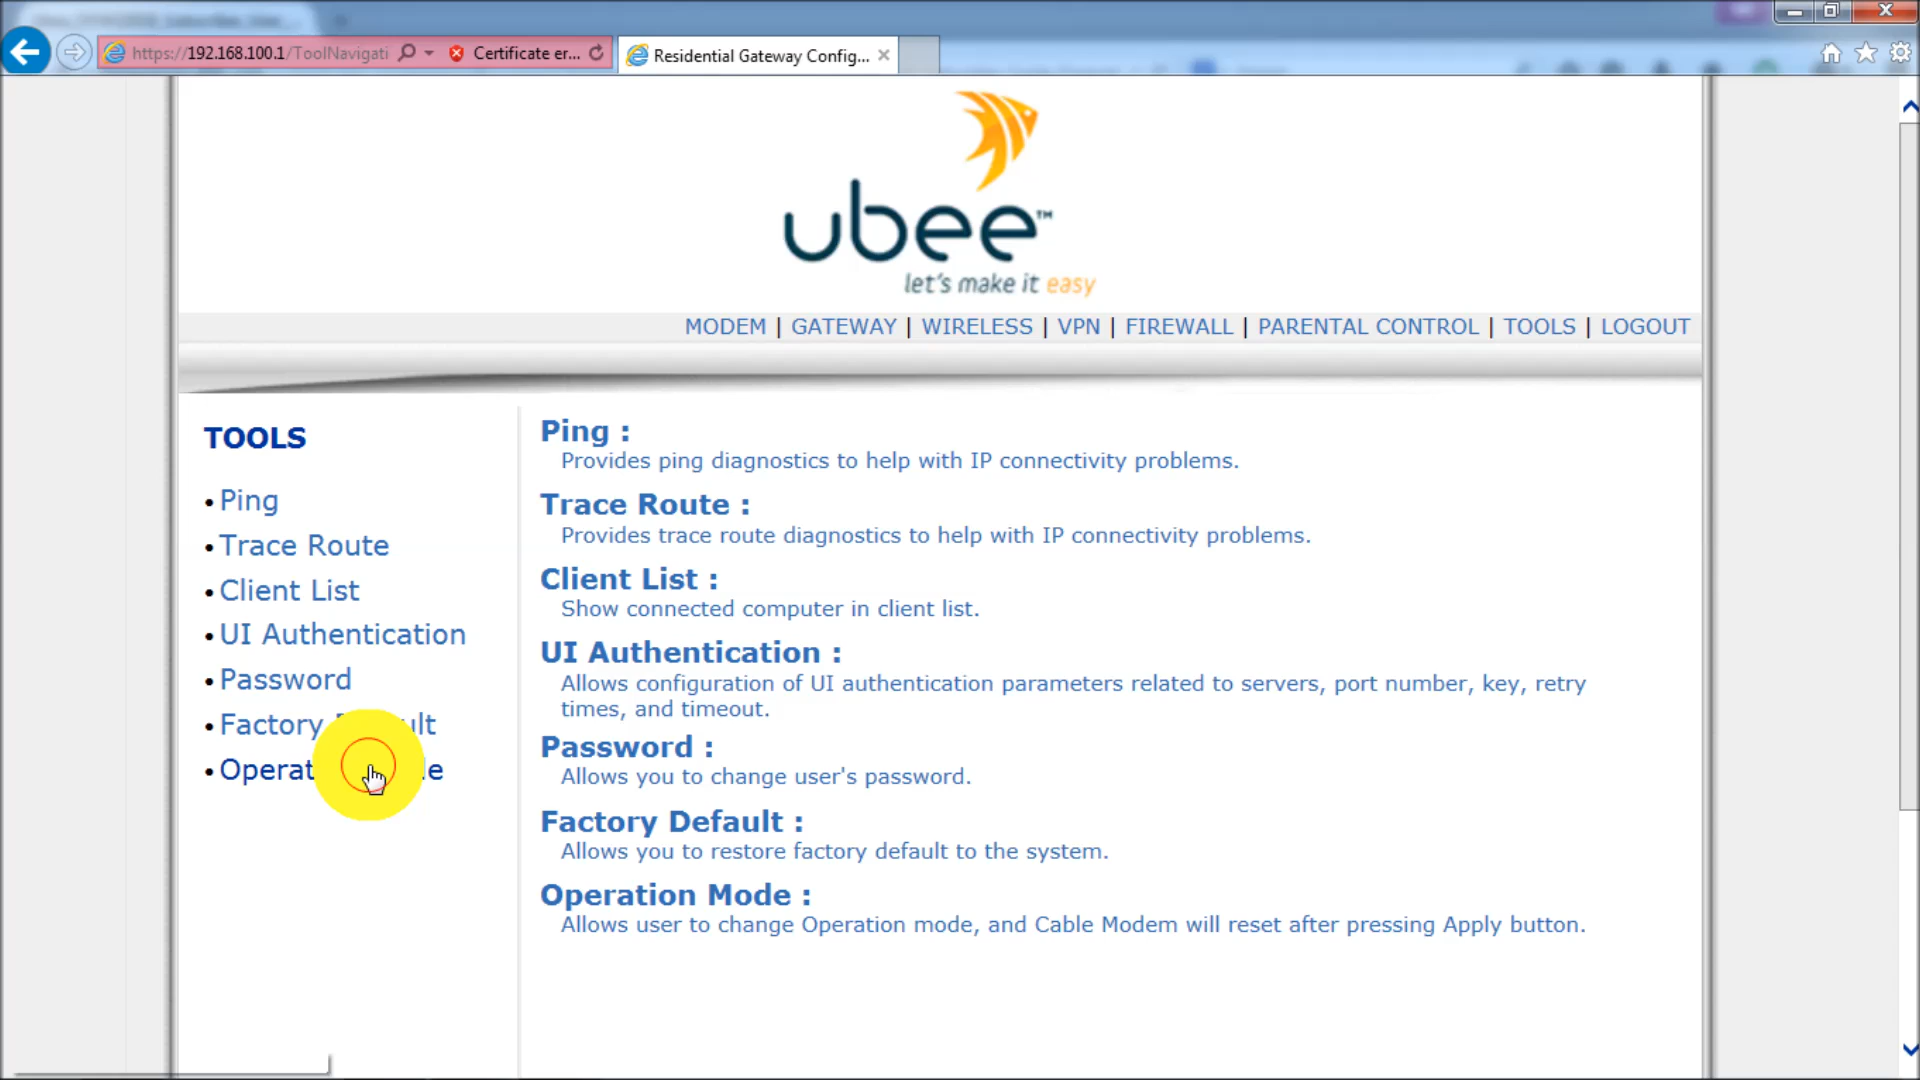 https://192.168.100.1/ToolNavigati
Certificate er...
Residential Gateway Config...
ubee™
let's make it easy
MODEM | GATEWAY | WIRELESS | VPN | FIREWALL | PARENTAL CONTROL | TOOLS | LOGOUT
TOOLS
• Ping
• Trace Route
• Client List
• UI Authentication
• Password
• Factory ult
• Operat e
Ping :
Provides ping diagnostics to help with IP connectivity problems.
Trace Route :
Provides trace route diagnostics to help with IP connectivity problems.
Client List :
Show connected computer in client list.
UI Authentication :
Allows configuration of UI authentication parameters related to servers, port number, key, retry
times, and timeout.
Password :
Allows you to change user's password.
Factory Default :
Allows you to restore factory default to the system.
Operation Mode :
Allows user to change Operation mode, and Cable Modem will reset after pressing Apply button.